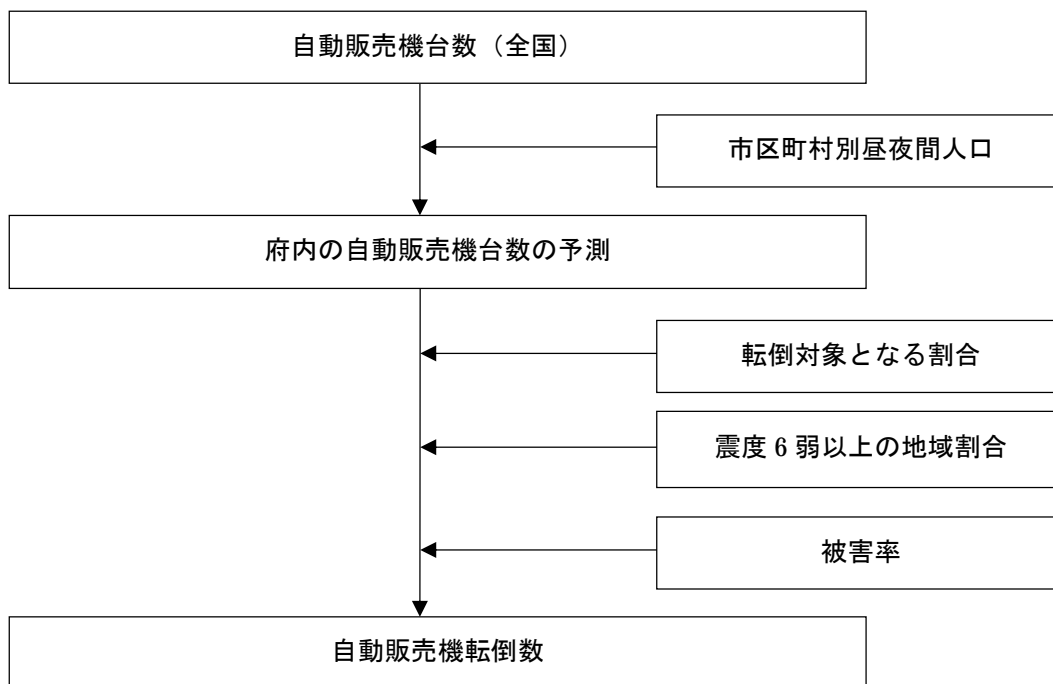 自動販売機台数（全国）
市区町村別昼夜間人口
府内の自動販売機台数の予測
転倒対象となる割合
震度 6 弱以上の地域割合
被害率
自動販売機転倒数